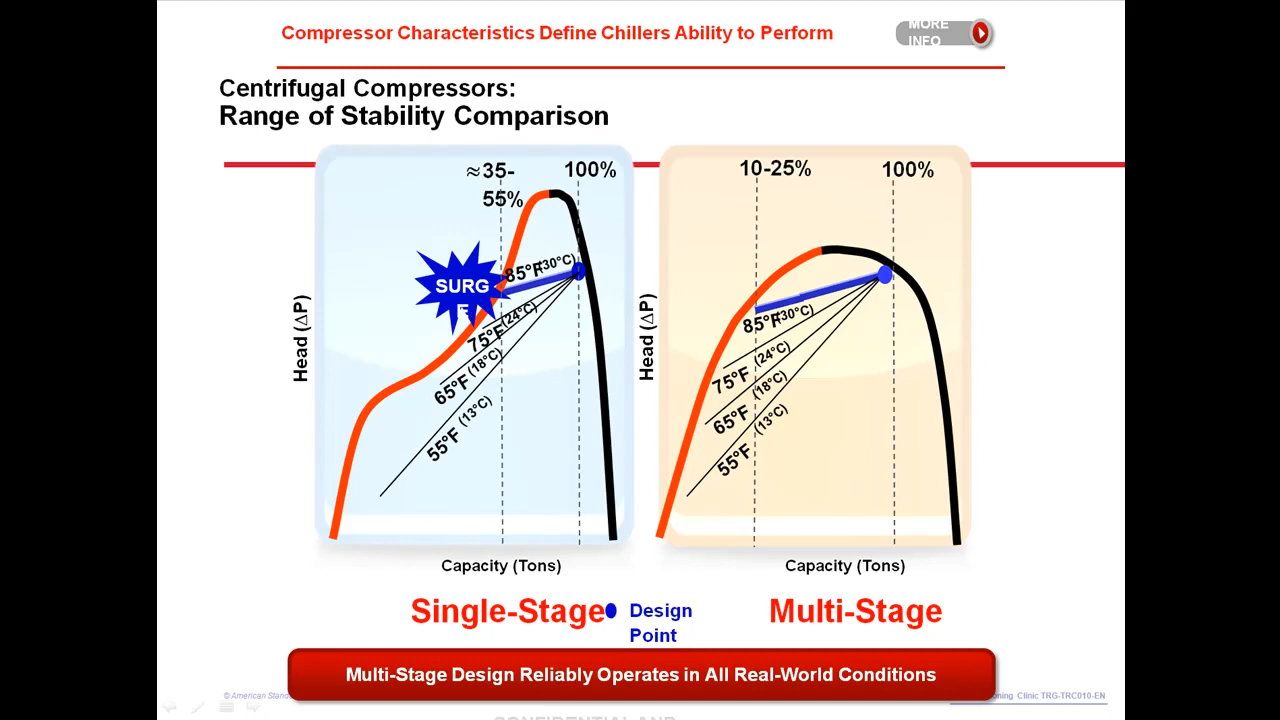 Compressor Characteristics Define Chillers Ability to Perform
MORE
INFO
Centrifugal Compressors:
Range of Stability Comparison
≈35-
55%
100%
SURG
E
85°F (30°C)
75°F (24°C)
65°F (18°C)
55°F (13°C)
Head (ΔP)
Capacity (Tons)
10-25%
100%
85°F (30°C)
75°F (24°C)
65°F (18°C)
55°F (13°C)
Head (ΔP)
Capacity (Tons)
Single-Stage
Design
Point
Multi-Stage
Multi-Stage Design Reliably Operates in All Real-World Conditions
© American
Clinic TRG-TRC010-EN
CONFIDENTIAL AND